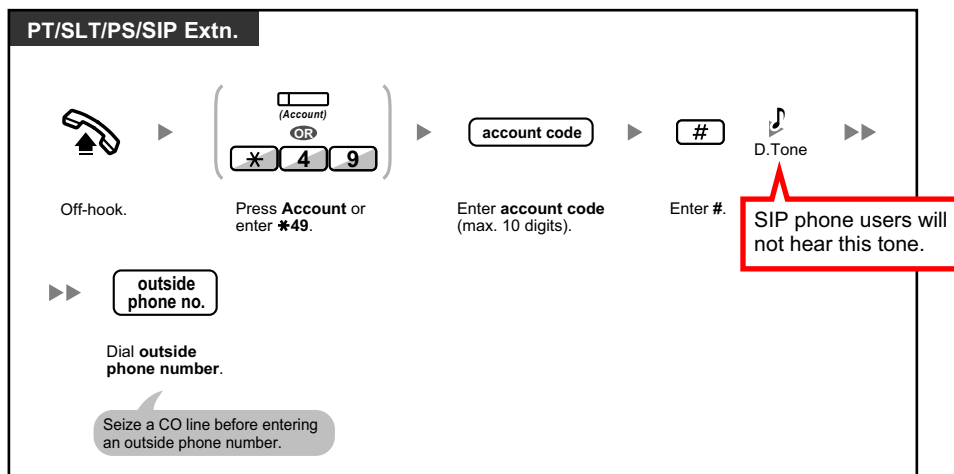 PT/SLT/PS/SIP Extn.
(Account)
OR
* 4 9
account code
#
D.Tone
Off-hook.
Press Account or
enter *49.
Enter account code
(max. 10 digits).
Enter #.
SIP phone users will
not hear this tone.
outside
phone no.
Dial outside
phone number.
Seize a CO line before entering
an outside phone number.